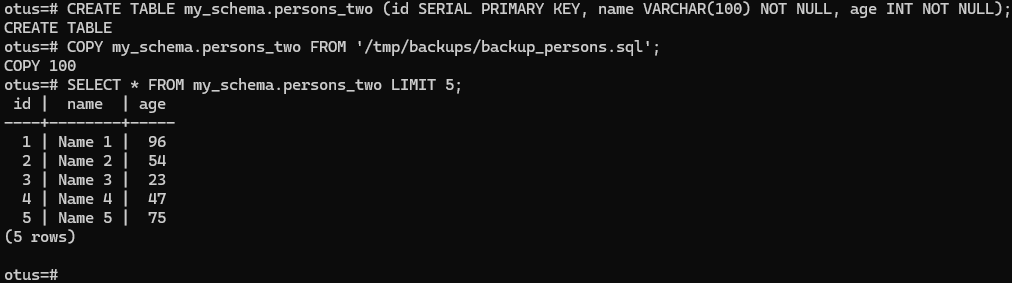 otus=# CREATE TABLE my_schema.persons_two (id SERIAL PRIMARY KEY, name VARCHAR(100) NOT NULL, age INT NOT NULL);
CREATE TABLE
otus=# COPY my_schema.persons_two FROM '/tmp/backups/backup_persons.sql';
COPY 100
otus=# SELECT * FROM my_schema.persons_two LIMIT 5;
 id |  name  | age
----+--------+-----
  1 | Name 1 |  96
  2 | Name 2 |  54
  3 | Name 3 |  23
  4 | Name 4 |  47
  5 | Name 5 |  75
(5 rows)

otus=#